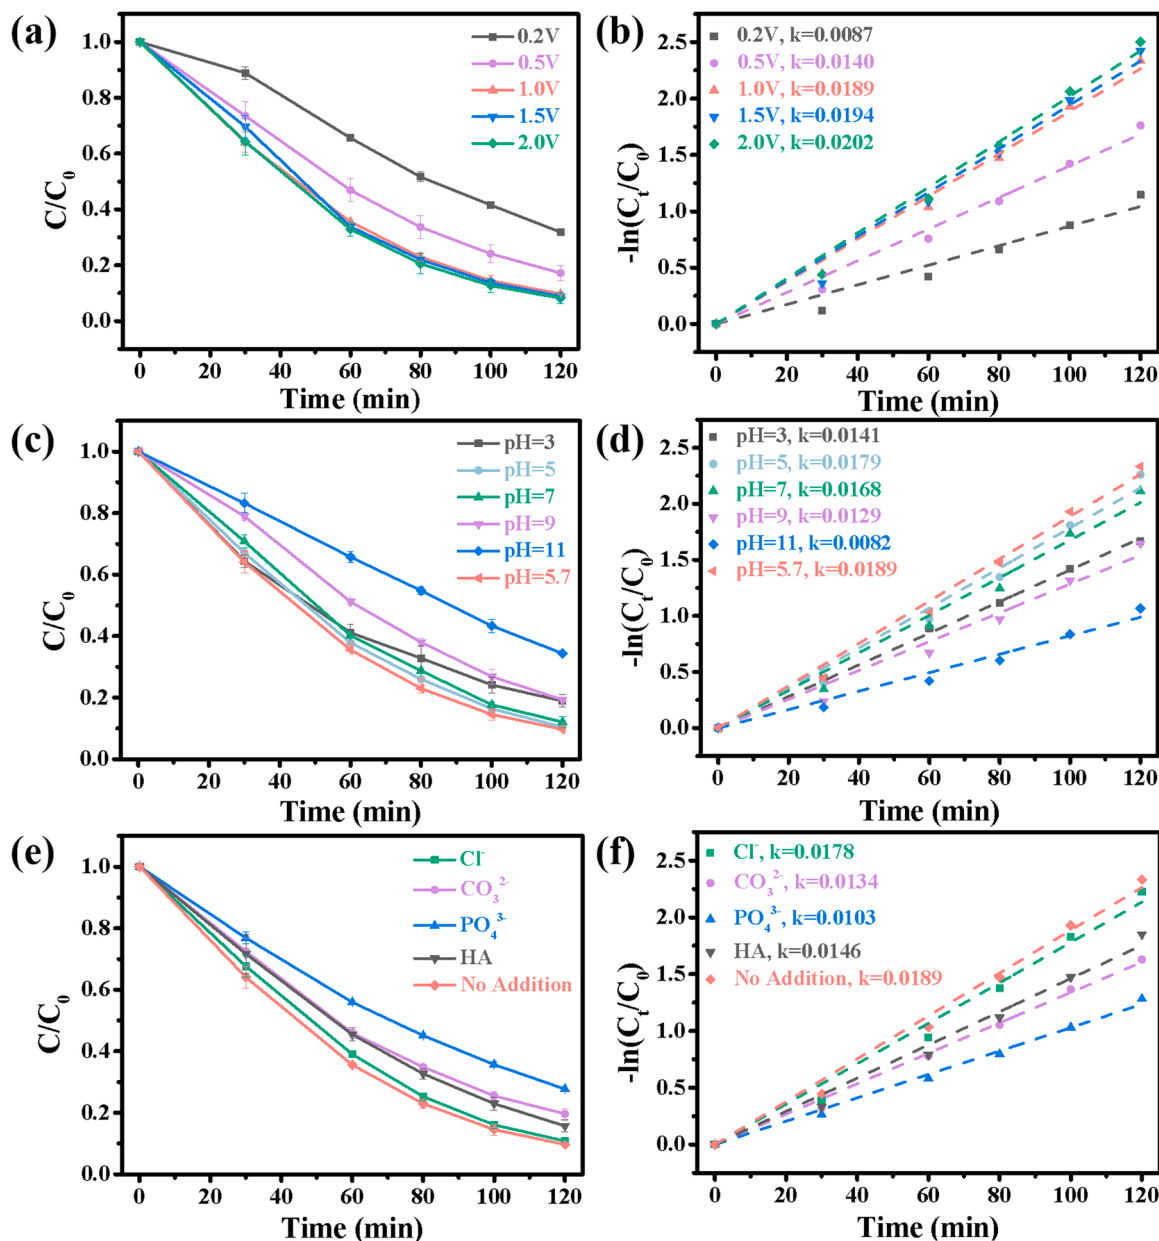 (a)
1.0
0.8
0.6
0.4
0.2
0.0
C/C₀
0.2V
0.5V
1.0V
1.5V
2.0V
0 20 40 60 80 100 120
Time (min)
(b)
2.5
2.0
1.5
1.0
0.5
0.0
-ln(Cₜ/C₀)
0.2V, k=0.0087
0.5V, k=0.0140
1.0V, k=0.0189
1.5V, k=0.0194
2.0V, k=0.0202
0 20 40 60 80 100 120
Time (min)
(c)
1.0
0.8
0.6
0.4
0.2
0.0
C/C₀
pH=3
pH=5
pH=7
pH=9
pH=11
pH=5.7
0 20 40 60 80 100 120
Time (min)
(d)
2.5
2.0
1.5
1.0
0.5
0.0
-ln(Cₜ/C₀)
pH=3, k=0.0141
pH=5, k=0.0179
pH=7, k=0.0168
pH=9, k=0.0129
pH=11, k=0.0082
pH=5.7, k=0.0189
0 20 40 60 80 100 120
Time (min)
(e)
1.0
0.8
0.6
0.4
0.2
0.0
C/C₀
Cl⁻
CO₃²⁻
PO₄³⁻
HA
No Addition
0 20 40 60 80 100 120
Time (min)
(f)
2.5
2.0
1.5
1.0
0.5
0.0
-ln(Cₜ/C₀)
Cl⁻, k=0.0178
CO₃²⁻, k=0.0134
PO₄³⁻, k=0.0103
HA, k=0.0146
No Addition, k=0.0189
0 20 40 60 80 100 120
Time (min)